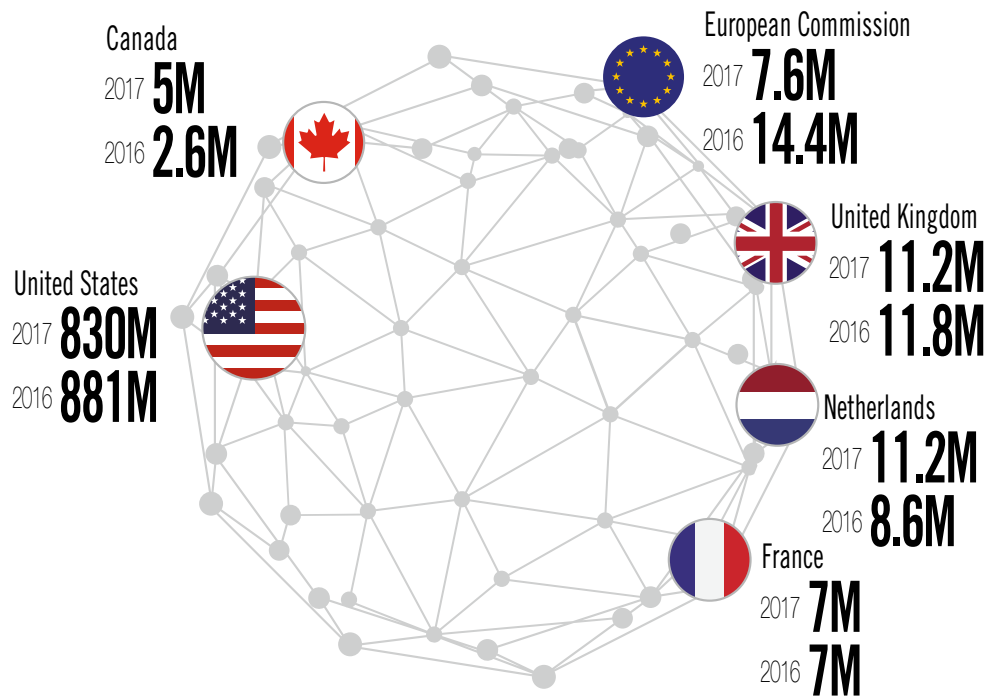 Canada
2017 5M
2016 2.6M
European Commission
2017 7.6M
2016 14.4M
United Kingdom
2017 11.2M
2016 11.8M
United States
2017 830M
2016 881M
Netherlands
2017 11.2M
2016 8.6M
France
2017 7M
2016 7M